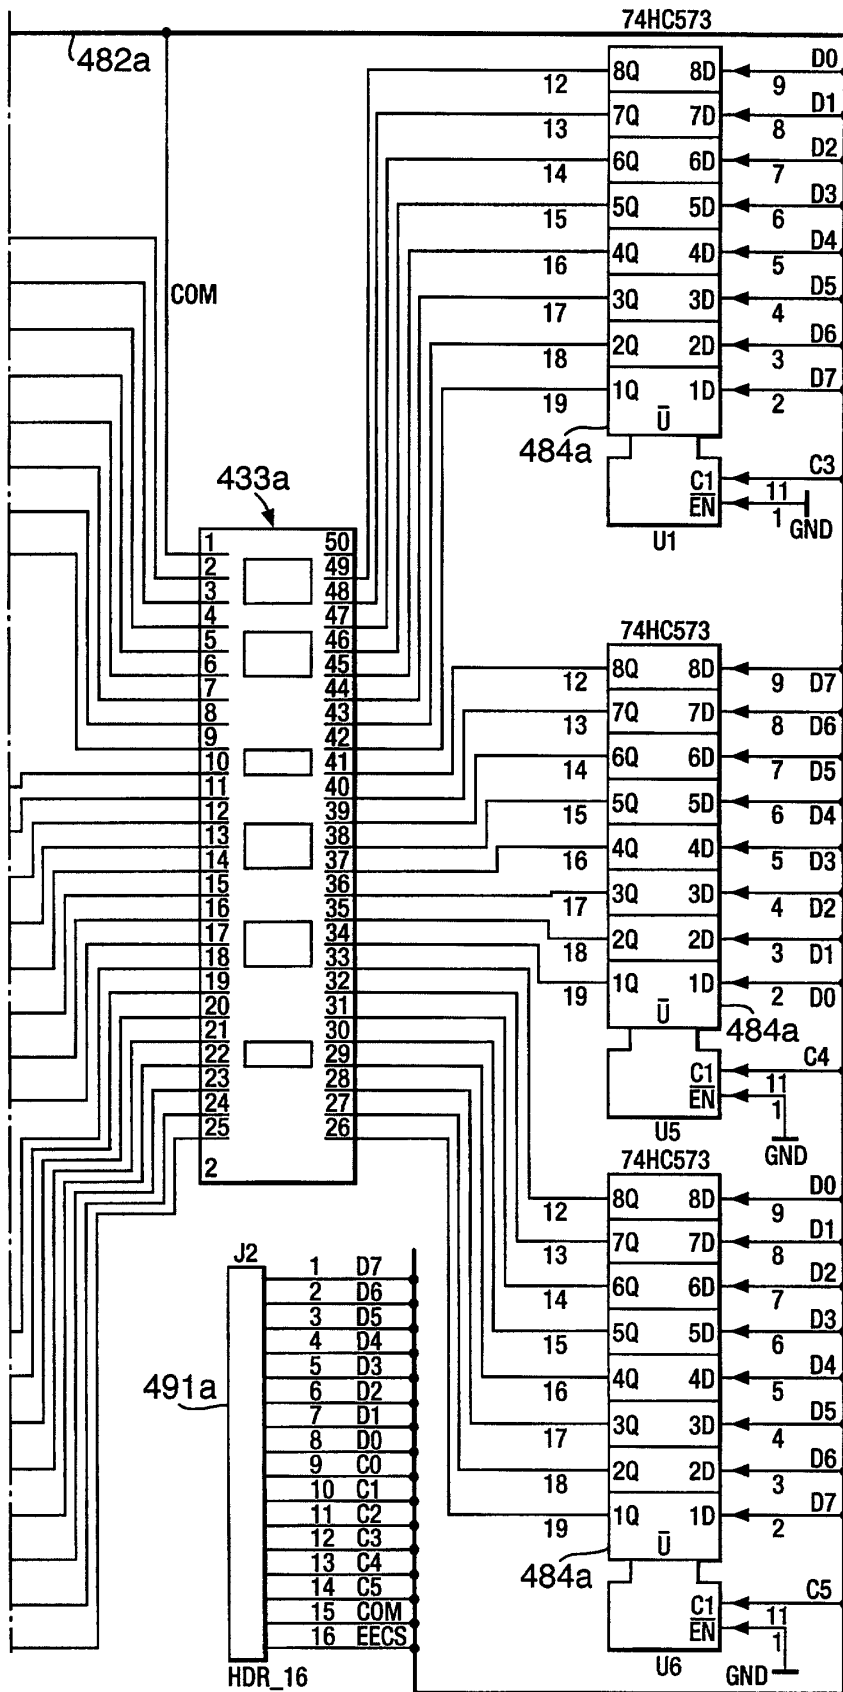 74HC573
482a
8Q 8D
12 9 D0
7Q 7D
13 8 D1
6Q 6D
14 7 D2
5Q 5D
15 6 D3
4Q 4D
16 5 D4
3Q 3D
17 4 D5
2Q 2D
18 3 D6
1Q 1D
19 2 D7
U̅
484a
C1 C3
11
E̅N̅
1
GND
U1
COM
433a
1 50
2 49
3 48
4 47
5 46
6 45
7 44
8 43
9 42
10 41
11 40
12 39
13 38
14 37
15 36
16 35
17 34
18 33
19 32
20 31
21 30
22 29
23 28
24 27
25 26
2
74HC573
8Q 8D
12 9 D7
7Q 7D
13 8 D6
6Q 6D
14 7 D5
5Q 5D
15 6 D4
4Q 4D
16 5 D3
3Q 3D
17 4 D2
2Q 2D
18 3 D1
1Q 1D
19 2 D0
U̅
484a
C1 C4
11
E̅N̅
1
GND
U5
74HC573
8Q 8D
12 9 D0
7Q 7D
13 8 D1
6Q 6D
14 7 D2
5Q 5D
15 6 D3
4Q 4D
16 5 D4
3Q 3D
17 4 D5
2Q 2D
18 3 D6
1Q 1D
19 2 D7
U̅
484a
C1 C5
11
E̅N̅
1
GND
U6
J2
1 D7
2 D6
3 D5
4 D4
5 D3
491a
6 D2
7 D1
8 D0
9 C0
10 C1
11 C2
12 C3
13 C4
14 C5
15 COM
16 EECS
HDR_16